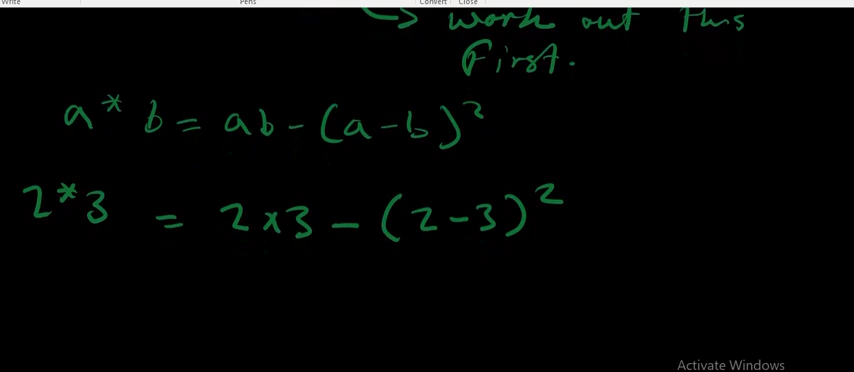 Write Pens Convert Close
work out this
First.
a * b = ab - (a - b)²
2 * 3 = 2 x 3 - (2 - 3)²
Activate Windows